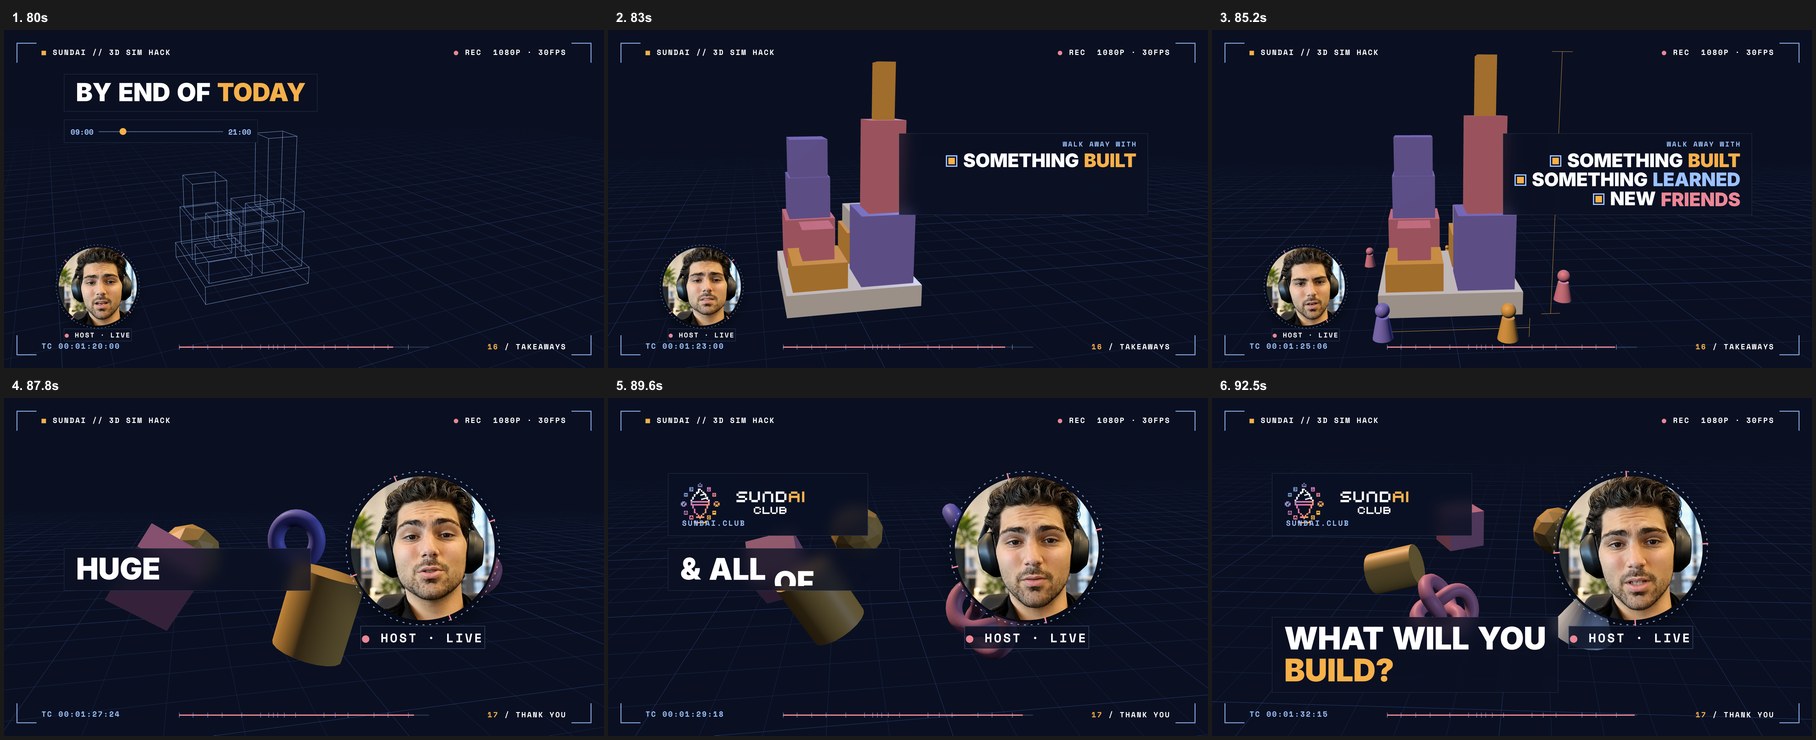 1. 80s
SUNDAI // 3D SIM HACK
REC 1080P · 30FPS
BY END OF TODAY
09:00
21:00
HOST · LIVE
TC 00:01:20:00
16 / TAKEAWAYS
2. 83s
SUNDAI // 3D SIM HACK
REC 1080P · 30FPS
WALK AWAY WITH
SOMETHING BUILT
HOST · LIVE
TC 00:01:23:00
16 / TAKEAWAYS
3. 85.2s
SUNDAI // 3D SIM HACK
REC 1080P · 30FPS
WALK AWAY WITH
SOMETHING BUILT
SOMETHING LEARNED
NEW FRIENDS
HOST · LIVE
TC 00:01:25:06
16 / TAKEAWAYS
4. 87.8s
SUNDAI // 3D SIM HACK
REC 1080P · 30FPS
HUGE
HOST · LIVE
TC 00:01:27:24
17 / THANK YOU
5. 89.6s
SUNDAI // 3D SIM HACK
REC 1080P · 30FPS
SUNDAI
CLUB
SUNDAI.CLUB
& ALL OF
HOST · LIVE
TC 00:01:29:18
17 / THANK YOU
6. 92.5s
SUNDAI // 3D SIM HACK
REC 1080P · 30FPS
SUNDAI
CLUB
SUNDAI.CLUB
HOST · LIVE
WHAT WILL YOU
BUILD?
TC 00:01:32:15
17 / THANK YOU